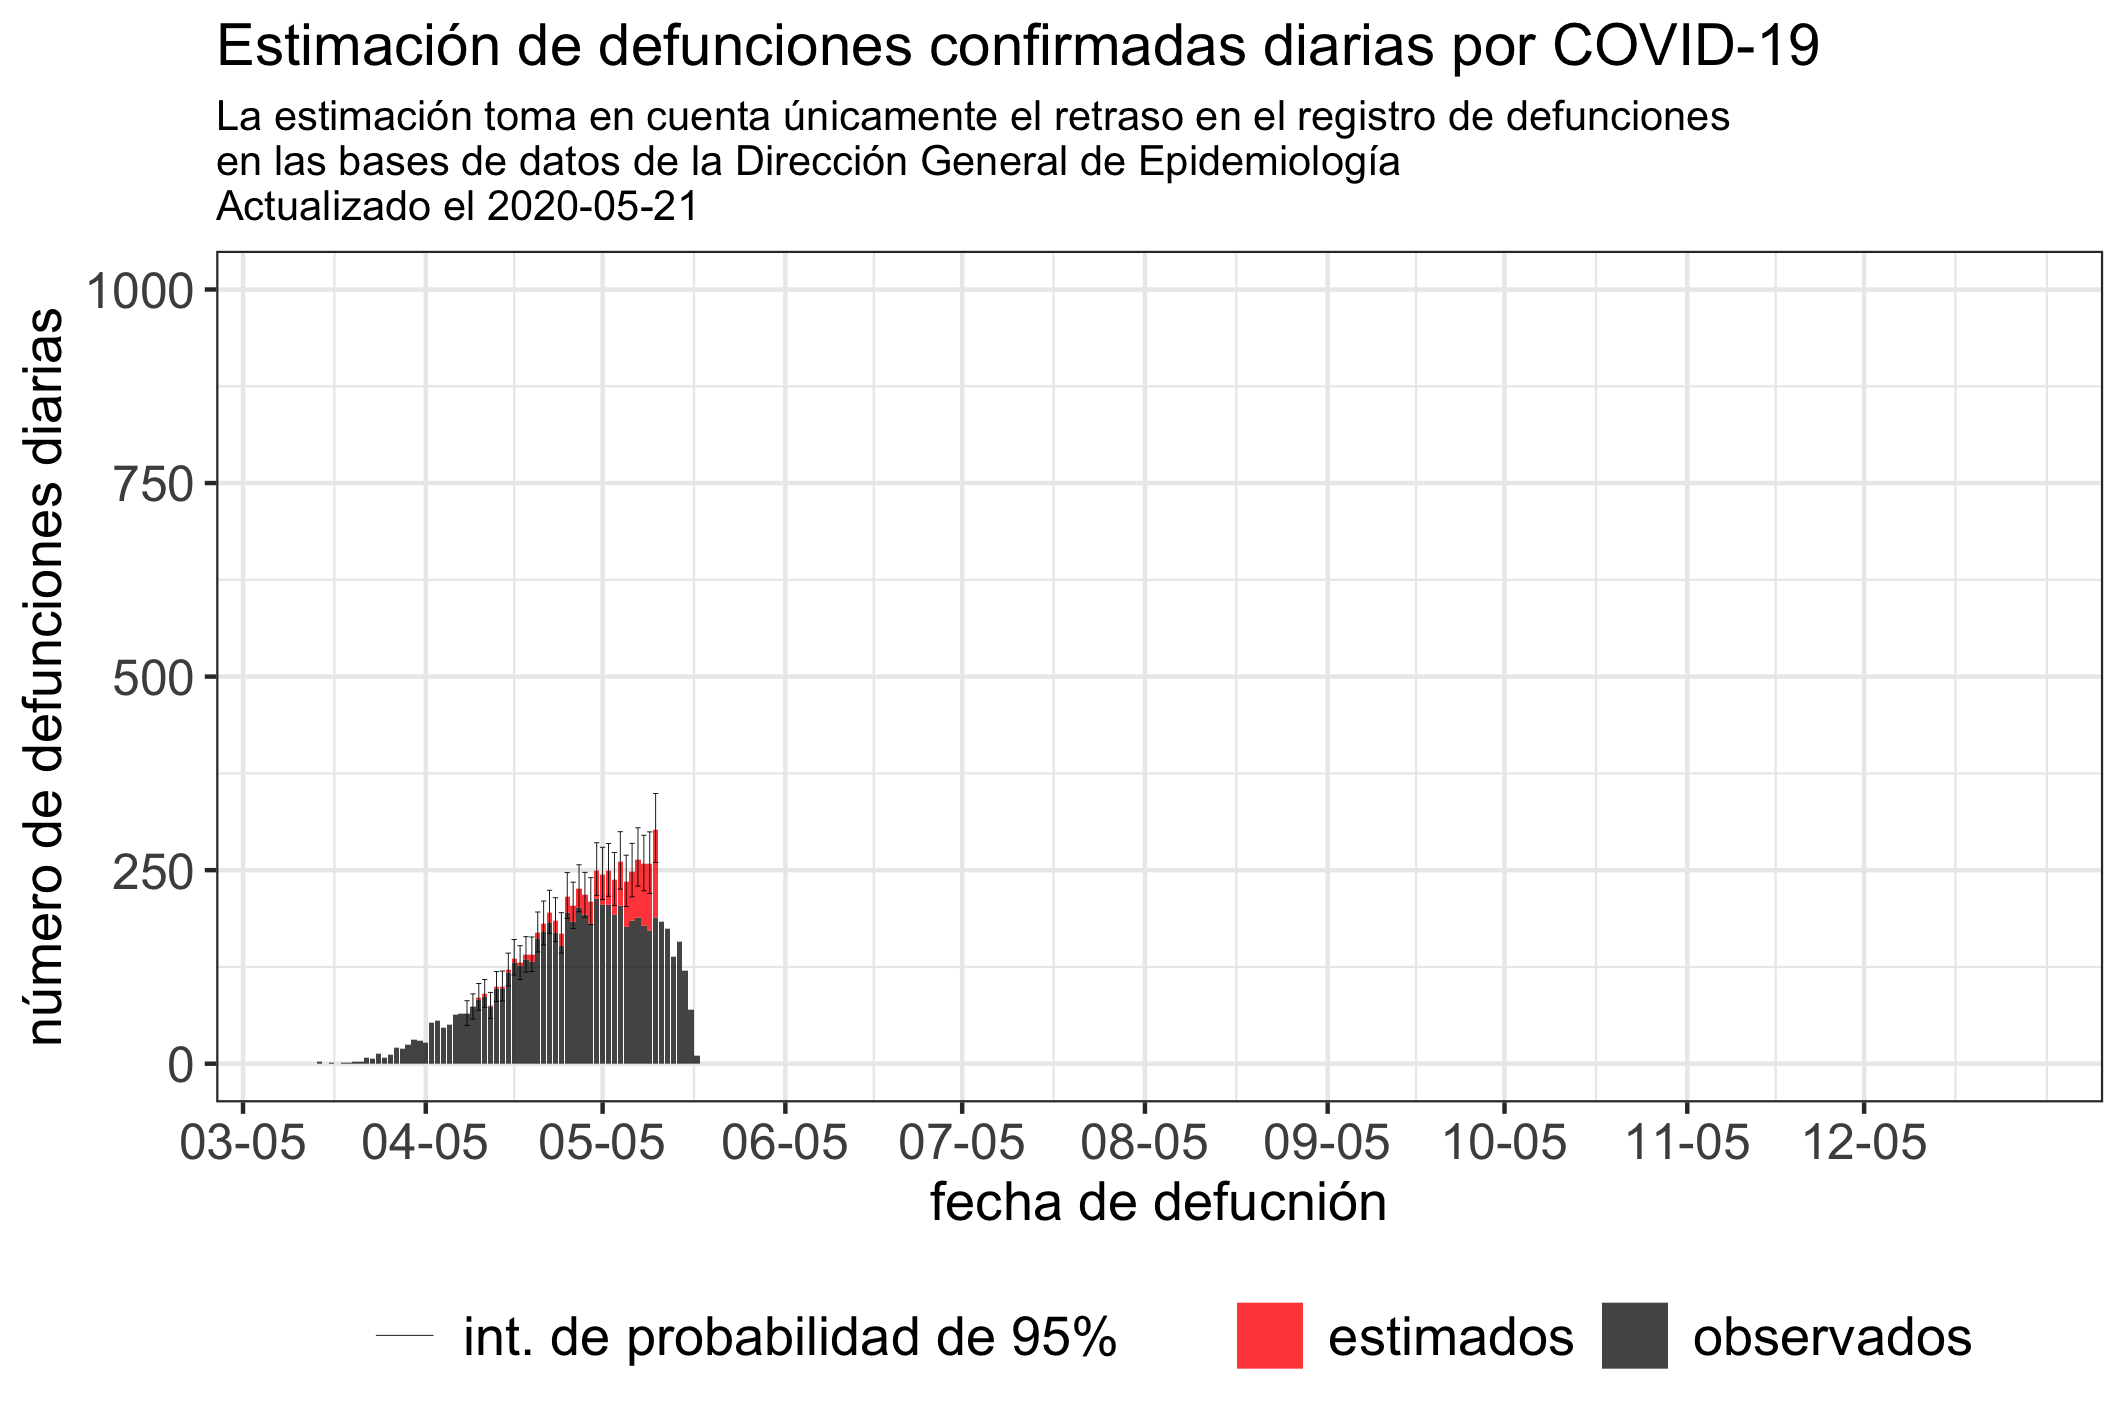 Estimación de defunciones confirmadas diarias por COVID-19
La estimación toma en cuenta únicamente el retraso en el registro de defunciones
en las bases de datos de la Dirección General de Epidemiología
Actualizado el 2020-05-21
número de defunciones diarias
1000
750
500
250
0
03-05 04-05 05-05 06-05 07-05 08-05 09-05 10-05 11-05 12-05
fecha de defucnión
int. de probabilidad de 95% estimados observados